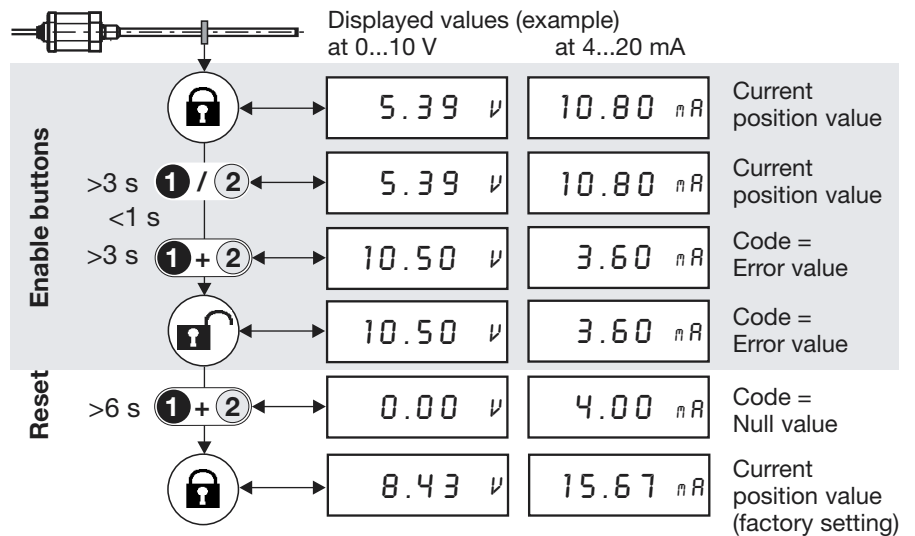 Displayed values (example)
at 0...10 V at 4...20 mA
5.39 V 10.80 mA Current
position value
Enable buttons
>3 s 1 / 2 5.39 V 10.80 mA Current
position value
<1 s
>3 s 1 + 2 10.50 V 3.60 mA Code =
Error value
10.50 V 3.60 mA Code =
Error value
Reset
>6 s 1 + 2 0.00 V 4.00 mA Code =
Null value
8.43 V 15.67 mA Current
position value
(factory setting)